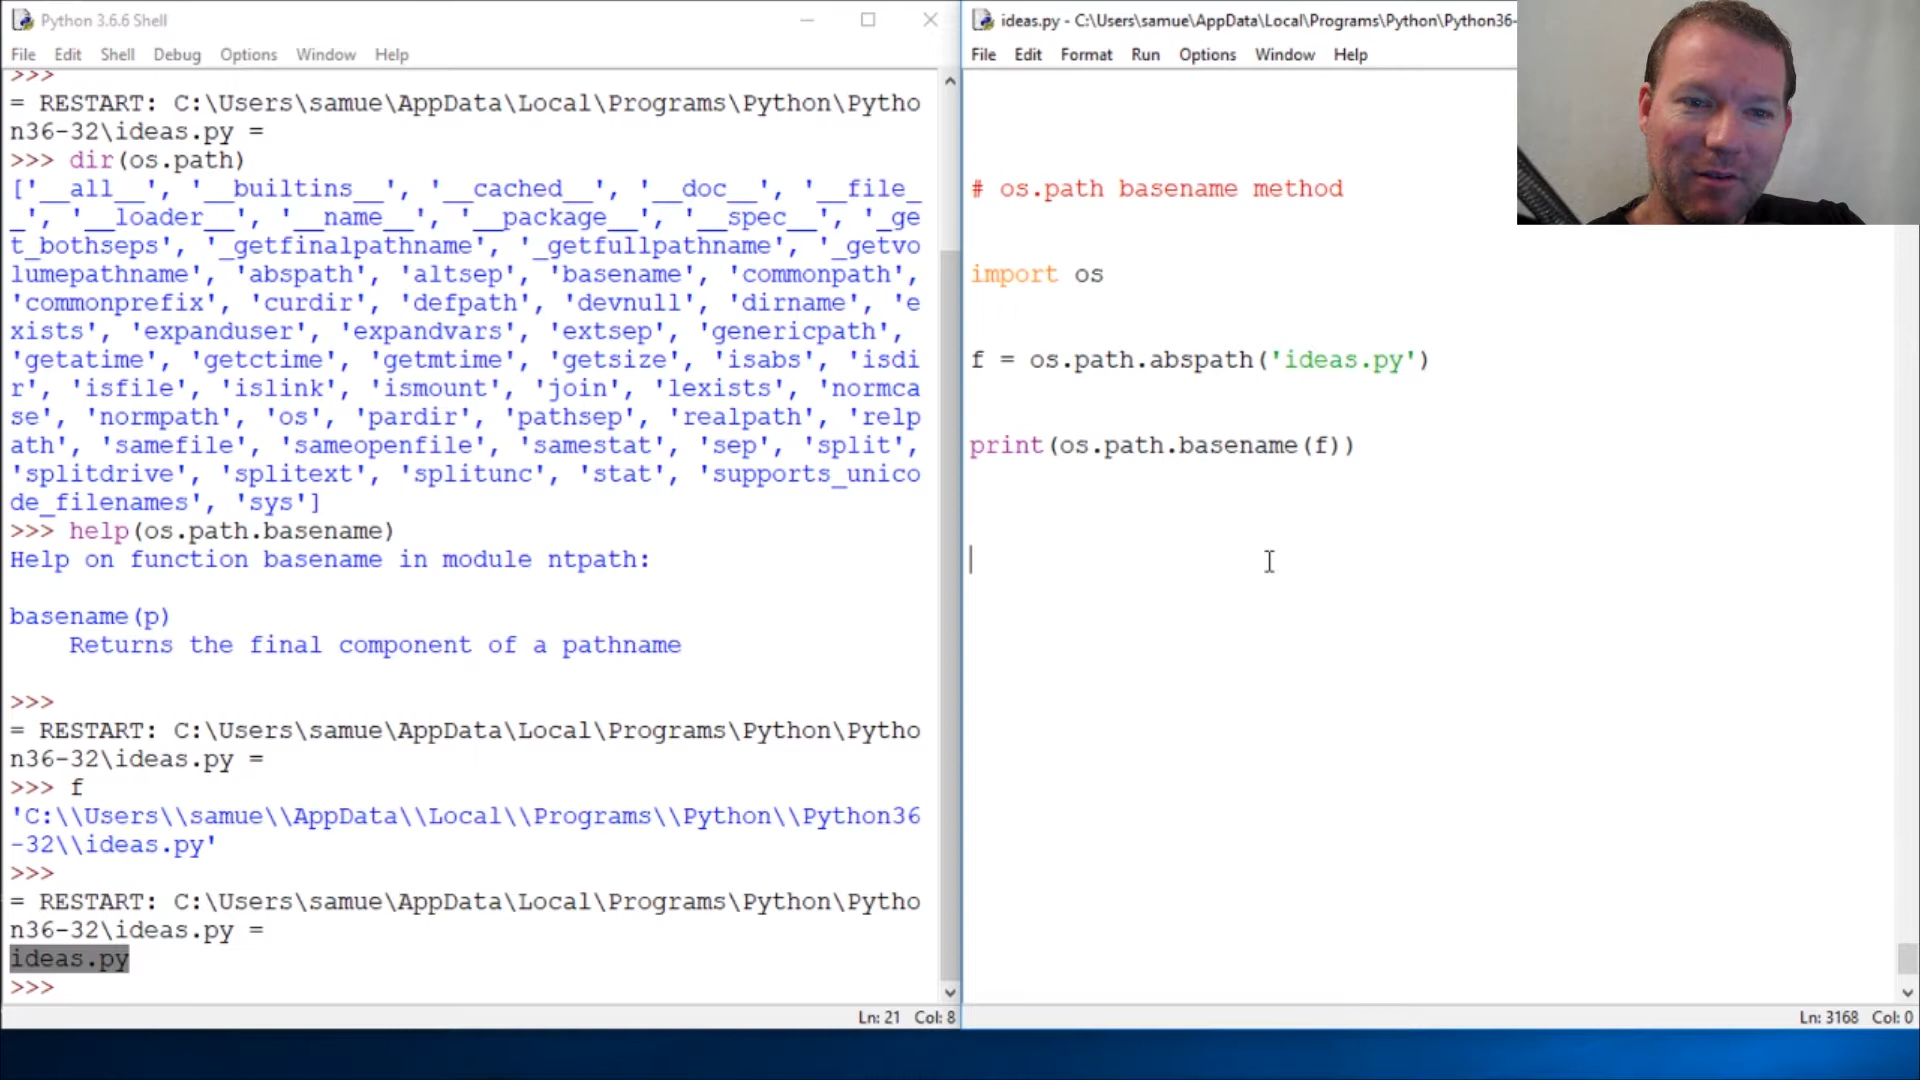 Python 3.6.6 Shell
File Edit Shell Debug Options Window Help
>>>
= RESTART: C:\Users\samue\AppData\Local\Programs\Python\Pytho
n36-32\ideas.py =
>>> dir(os.path)
['__all__', '__builtins__', '__cached__', '__doc__', '__file_
_', '__loader__', '__name__', '__package__', '__spec__', '_ge
t_bothseps', '_getfinalpathname', '_getfullpathname', '_getvo
lumepathname', 'abspath', 'altsep', 'basename', 'commonpath',
'commonprefix', 'curdir', 'defpath', 'devnull', 'dirname', 'e
xists', 'expanduser', 'expandvars', 'extsep', 'genericpath',
'getatime', 'getctime', 'getmtime', 'getsize', 'isabs', 'isdi
r', 'isfile', 'islink', 'ismount', 'join', 'lexists', 'normca
se', 'normpath', 'os', 'pardir', 'pathsep', 'realpath', 'relp
ath', 'samefile', 'sameopenfile', 'samestat', 'sep', 'split',
'splitdrive', 'splitext', 'splitunc', 'stat', 'supports_unico
de_filenames', 'sys']
>>> help(os.path.basename)
Help on function basename in module ntpath:
basename(p)
Returns the final component of a pathname
>>>
= RESTART: C:\Users\samue\AppData\Local\Programs\Python\Pytho
n36-32\ideas.py =
>>> f
'C:\\Users\\samue\\AppData\\Local\\Programs\\Python\\Python36
-32\\ideas.py'
>>>
= RESTART: C:\Users\samue\AppData\Local\Programs\Python\Pytho
n36-32\ideas.py =
ideas.py
>>>
Ln: 21 Col: 8
ideas.py - C:\Users\samue\AppData\Local\Programs\Python\Python36-
File Edit Format Run Options Window Help
# os.path basename method
import os
f = os.path.abspath('ideas.py')
print(os.path.basename(f))
Ln: 3168 Col: 0